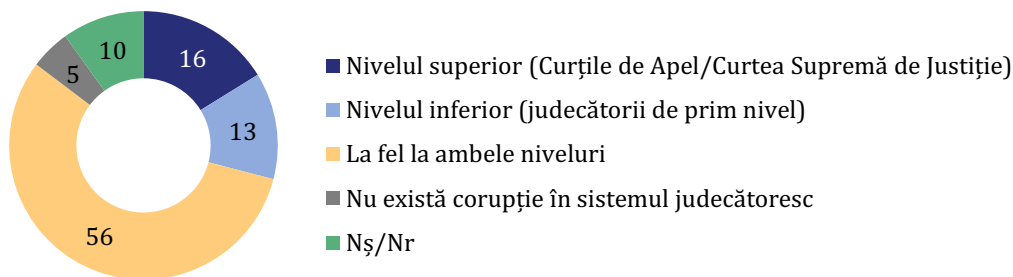 16
13
56
5
10
Nivelul superior (Curțile de Apel/Curtea Supremă de Justiție)
Nivelul inferior (judecătorii de prim nivel)
La fel la ambele niveluri
Nu există corupție în sistemul judecătoresc
Nș/Nr